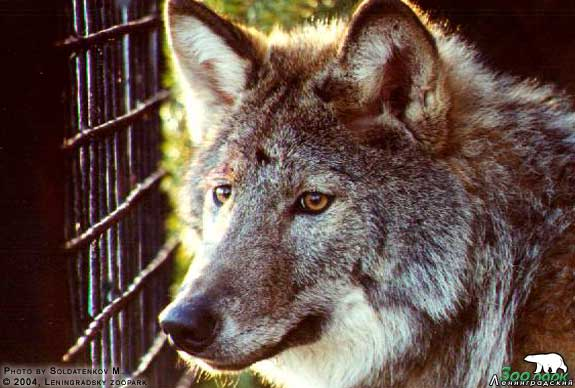 Photo by Soldatenkov M.
© 2004, Leningradsky zoopark
Зоопарк
Ленинградский